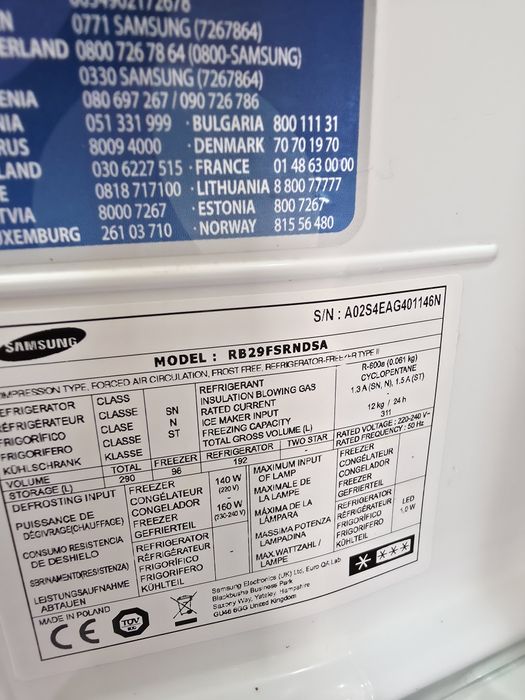 N 0771 SAMSUNG (7267864)
ERLAND 0800 726 78 64 (0800-SAMSUNG)
0330 SAMSUNG (7267864)
ENIA 080 697 267 / 090 726 786
IA 051 331 999 · BULGARIA 800 111 31
RUS 8009 4000 · DENMARK 70 70 19 70
LAND 030 6227 515 · FRANCE 01 48 63 00 00
E 0818 717100 · LITHUANIA 8 800 77777
TVIA 8000 7267 · ESTONIA 800 7267
UXEMBURG 261 03 710 · NORWAY 815 56 480
S/N : A02S4EAG401146N
SAMSUNG
MODEL : RB29FSRNDSA
OMPRESSION TYPE, FORCED AIR CIRCULATION, FROST FREE, REFRIGERATOR-FREEZER TYPE II
EFRIGERATOR
ÉFRIGÉRATEUR
FRIGORÍFICO
FRIGORIFERO
KÜHLSCHRANK
CLASS
CLASSE
CLASE
CLASSE
KLASSE
SN
N
ST
REFRIGERANT R-600a (0.061 kg)
INSULATION BLOWING GAS CYCLOPENTANE
RATED CURRENT 1.3 A (SN, N), 1.5 A (ST)
ICE MAKER INPUT -
FREEZING CAPACITY 12 kg / 24 h
TOTAL GROSS VOLUME (L) 311
VOLUME
STORAGE (L)
TOTAL FREEZER REFRIGERATOR TWO STAR
290 96 192 -
RATED VOLTAGE : 220-240 V~
RATED FREQUENCY : 50 Hz
DEFROSTING INPUT
PUISSANCE DE
DÉGIVRAGE(CHAUFFAGE)
CONSUMO RESISTENCIA
DE DESHIELO
SBRINAMENTO(RESISTENZA)
LEISTUNGSAUFNAHME
ABTAUEN
FREEZER
CONGÉLATEUR
CONGELADOR
FREEZER
GEFRIERTEIL
140 W
(220 V)
-
160 W
(230-240 V)
REFRIGERATOR
RÉFRIGÉRATEUR
FRIGORÍFICO
FRIGORIFERO
KÜHLTEIL
-
MAXIMUM INPUT
OF LAMP
MAXIMALE DE
LA LAMPE
MÁXIMA DE LA
LÁMPARA
MASSIMA POTENZA
LAMPADINA
MAX.WATTZAHL /
LAMPE
FREEZER
CONGÉLATEUR
CONGELADOR
FREEZER
GEFRIERTEIL
-
REFRIGERATOR
RÉFRIGÉRATEUR
FRIGORÍFICO
FRIGORIFERO
KÜHLTEIL
LED
1.0 W
MADE IN POLAND
CE
TÜV
SÜD
Samsung Electronics (UK) Ltd, Euro QA Lab
Blackbushe Business Park
Saxony Way, Yateley, Hampshire
GU46 6GG United Kingdom